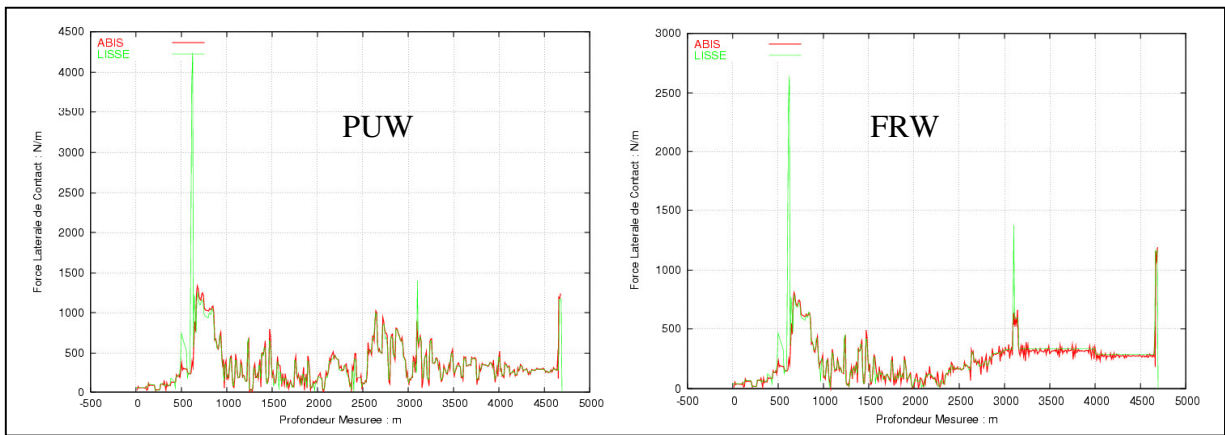 ABIS
LISSE
PUW
4500
4000
3500
3000
2500
2000
1500
1000
500
0
-500 0 500 1000 1500 2000 2500 3000 3500 4000 4500 5000
Force Laterale de Contact : N/m
Profondeur Mesuree : m
ABIS
LISSE
FRW
3000
2500
2000
1500
1000
500
0
-500 0 500 1000 1500 2000 2500 3000 3500 4000 4500 5000
Force Laterale de Contact : N/m
Profondeur Mesuree : m